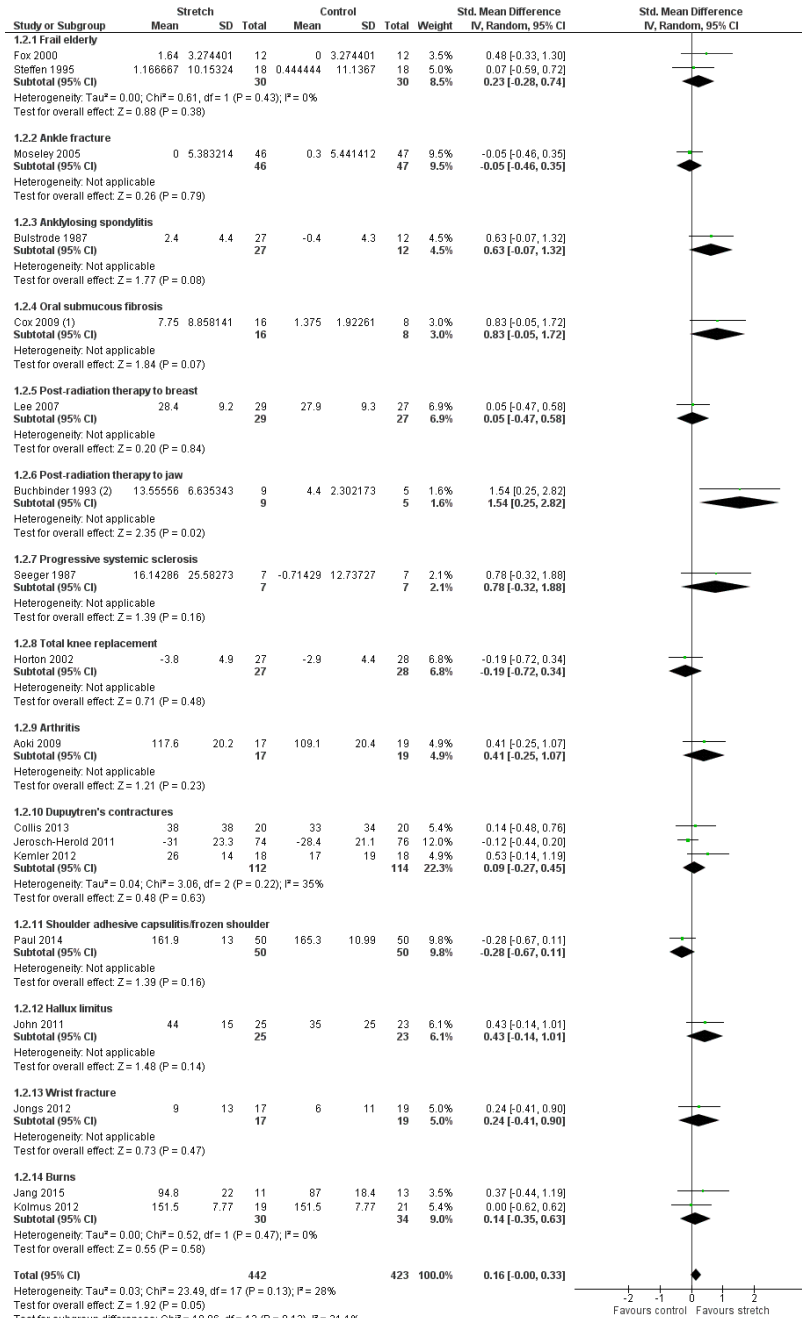 Stretch Control Std. Mean Difference Std. Mean Difference
Study or Subgroup Mean SD Total Mean SD Total Weight IV, Random, 95% CI IV, Random, 95% CI
1.2.1 Frail elderly
Fox 2000 1.64 3.274401 12 0 3.274401 12 3.5% 0.48 [-0.33, 1.30]
Steffen 1995 1.166667 10.15324 18 0.444444 11.1367 18 5.0% 0.07 [-0.59, 0.72]
Subtotal (95% CI) 30 30 8.5% 0.23 [-0.28, 0.74]
Heterogeneity: Tau² = 0.00; Chi² = 0.61, df = 1 (P = 0.43); I² = 0%
Test for overall effect: Z = 0.88 (P = 0.38)
1.2.2 Ankle fracture
Moseley 2005 0 5.383214 46 0.3 5.441412 47 9.5% -0.05 [-0.46, 0.35]
Subtotal (95% CI) 46 47 9.5% -0.05 [-0.46, 0.35]
Heterogeneity: Not applicable
Test for overall effect: Z = 0.26 (P = 0.79)
1.2.3 Anklylosing spondylitis
Bulstrode 1987 2.4 4.4 27 -0.4 4.3 12 4.5% 0.63 [-0.07, 1.32]
Subtotal (95% CI) 27 12 4.5% 0.63 [-0.07, 1.32]
Heterogeneity: Not applicable
Test for overall effect: Z = 1.77 (P = 0.08)
1.2.4 Oral submucous fibrosis
Cox 2009 (1) 7.75 8.858141 16 1.375 1.92261 8 3.0% 0.83 [-0.05, 1.72]
Subtotal (95% CI) 16 8 3.0% 0.83 [-0.05, 1.72]
Heterogeneity: Not applicable
Test for overall effect: Z = 1.84 (P = 0.07)
1.2.5 Post-radiation therapy to breast
Lee 2007 28.4 9.2 29 27.9 9.3 27 6.9% 0.05 [-0.47, 0.58]
Subtotal (95% CI) 29 27 6.9% 0.05 [-0.47, 0.58]
Heterogeneity: Not applicable
Test for overall effect: Z = 0.20 (P = 0.84)
1.2.6 Post-radiation therapy to jaw
Buchbinder 1993 (2) 13.55556 6.635343 9 4.4 2.302173 5 1.6% 1.54 [0.25, 2.82]
Subtotal (95% CI) 9 5 1.6% 1.54 [0.25, 2.82]
Heterogeneity: Not applicable
Test for overall effect: Z = 2.35 (P = 0.02)
1.2.7 Progressive systemic sclerosis
Seeger 1987 16.14286 25.58273 7 -0.71429 12.73727 7 2.1% 0.78 [-0.32, 1.88]
Subtotal (95% CI) 7 7 2.1% 0.78 [-0.32, 1.88]
Heterogeneity: Not applicable
Test for overall effect: Z = 1.39 (P = 0.16)
1.2.8 Total knee replacement
Horton 2002 -3.8 4.9 27 -2.9 4.4 28 6.8% -0.19 [-0.72, 0.34]
Subtotal (95% CI) 27 28 6.8% -0.19 [-0.72, 0.34]
Heterogeneity: Not applicable
Test for overall effect: Z = 0.71 (P = 0.48)
1.2.9 Arthritis
Aoki 2009 117.6 20.2 17 109.1 20.4 19 4.9% 0.41 [-0.25, 1.07]
Subtotal (95% CI) 17 19 4.9% 0.41 [-0.25, 1.07]
Heterogeneity: Not applicable
Test for overall effect: Z = 1.21 (P = 0.23)
1.2.10 Dupuytren's contractures
Collis 2013 38 38 20 33 34 20 5.4% 0.14 [-0.48, 0.76]
Jerosch-Herold 2011 -31 23.3 74 -28.4 21.1 76 12.0% -0.12 [-0.44, 0.20]
Kemler 2012 26 14 18 17 19 18 4.9% 0.53 [-0.14, 1.19]
Subtotal (95% CI) 112 114 22.3% 0.09 [-0.27, 0.45]
Heterogeneity: Tau² = 0.04; Chi² = 3.06, df = 2 (P = 0.22); I² = 35%
Test for overall effect: Z = 0.48 (P = 0.63)
1.2.11 Shoulder adhesive capsulitis/frozen shoulder
Paul 2014 161.9 13 50 165.3 10.99 50 9.8% -0.28 [-0.67, 0.11]
Subtotal (95% CI) 50 50 9.8% -0.28 [-0.67, 0.11]
Heterogeneity: Not applicable
Test for overall effect: Z = 1.39 (P = 0.16)
1.2.12 Hallux limitus
John 2011 44 15 25 35 25 23 6.1% 0.43 [-0.14, 1.01]
Subtotal (95% CI) 25 23 6.1% 0.43 [-0.14, 1.01]
Heterogeneity: Not applicable
Test for overall effect: Z = 1.48 (P = 0.14)
1.2.13 Wrist fracture
Jongs 2012 9 13 17 6 11 19 5.0% 0.24 [-0.41, 0.90]
Subtotal (95% CI) 17 19 5.0% 0.24 [-0.41, 0.90]
Heterogeneity: Not applicable
Test for overall effect: Z = 0.73 (P = 0.47)
1.2.14 Burns
Jang 2015 94.8 22 11 87 18.4 13 3.5% 0.37 [-0.44, 1.19]
Kolmus 2012 151.5 7.77 19 151.5 7.77 21 5.4% 0.00 [-0.62, 0.62]
Subtotal (95% CI) 30 34 9.0% 0.14 [-0.35, 0.63]
Heterogeneity: Tau² = 0.00; Chi² = 0.52, df = 1 (P = 0.47); I² = 0%
Test for overall effect: Z = 0.55 (P = 0.58)
Total (95% CI) 442 423 100.0% 0.16 [-0.00, 0.33]
Heterogeneity: Tau² = 0.03; Chi² = 23.49, df = 17 (P = 0.13); I² = 28%
-2 -1 0 1 2
Test for overall effect: Z = 1.92 (P = 0.05)
Favours control Favours stretch